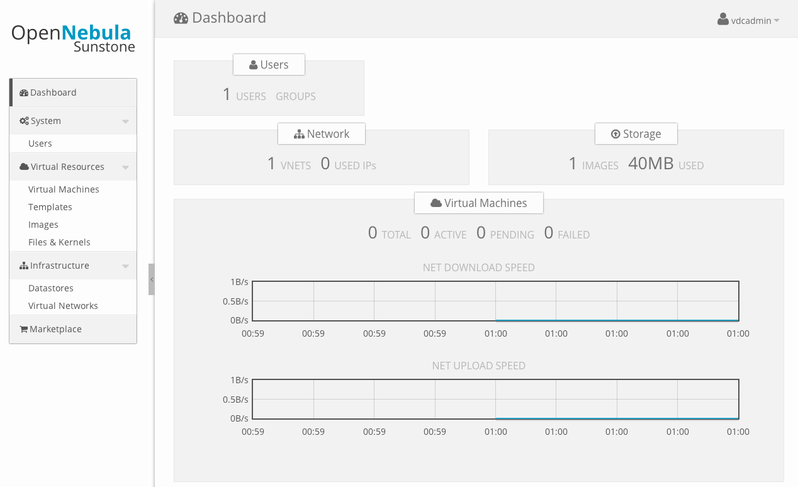 OpenNebula
Sunstone
Dashboard
System
Users
Virtual Resources
Virtual Machines
Templates
Images
Files & Kernels
Infrastructure
Datastores
Virtual Networks
Marketplace
<
Dashboard
vdcadmin
Users
1 USERS GROUPS
Network
1 VNETS 0 USED IPs
Storage
1 IMAGES 40MB USED
Virtual Machines
0 TOTAL 0 ACTIVE 0 PENDING 0 FAILED
NET DOWNLOAD SPEED
1B/s
0.5B/s
0B/s
00:59 00:59 00:59 00:59 01:00 01:00 01:00 01:00 01:00
NET UPLOAD SPEED
1B/s
0.5B/s
0B/s
00:59 00:59 00:59 00:59 01:00 01:00 01:00 01:00 01:00